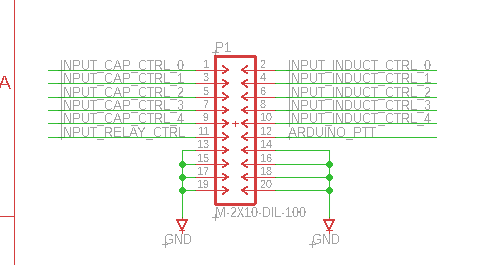 P1
INPUT_CAP_CTRL_0 1 2 INPUT_INDUCT_CTRL_0
INPUT_CAP_CTRL_1 3 4 INPUT_INDUCT_CTRL_1
INPUT_CAP_CTRL_2 5 6 INPUT_INDUCT_CTRL_2
INPUT_CAP_CTRL_3 7 8 INPUT_INDUCT_CTRL_3
INPUT_CAP_CTRL_4 9 10 INPUT_INDUCT_CTRL_4
INPUT_RELAY_CTRL 11 12 ARDUINO_PTT
13 14
15 16
17 18
19 20
M-2X10-DIL-100
GND GND
A